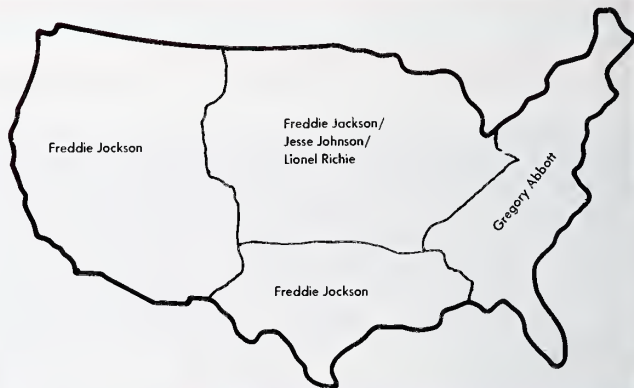 Freddie Jockson
Freddie Jackson/
Jesse Johnson/
Lionel Richie
Gregory Abbott
Freddie Jockson